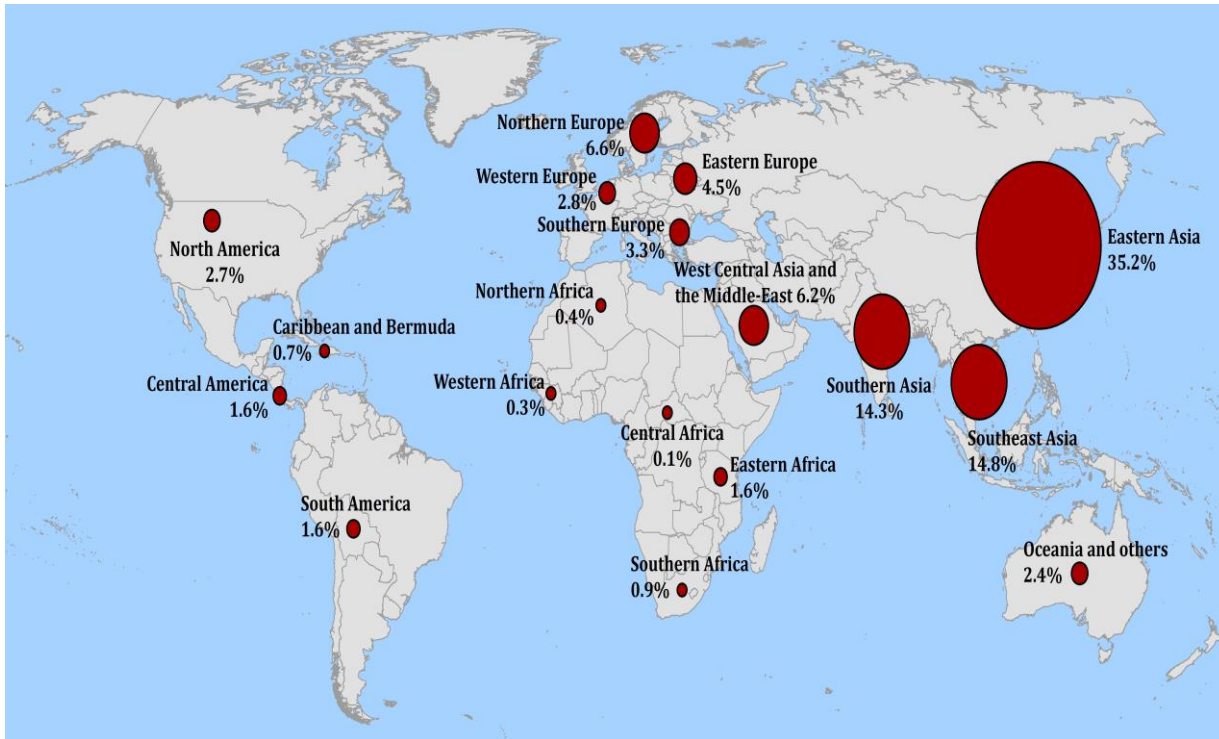 Northern Europe
6.6%
Eastern Europe
4.5%
Western Europe
2.8%
Southern Europe
3.3%
North America
2.7%
Eastern Asia
35.2%
West Central Asia and
the Middle-East 6.2%
Northern Africa
0.4%
Caribbean and Bermuda
0.7%
Central America
1.6%
Western Africa
0.3%
Southern Asia
14.3%
Central Africa
0.1%
Southeast Asia
14.8%
Eastern Africa
1.6%
South America
1.6%
Southern Africa
0.9%
Oceania and others
2.4%